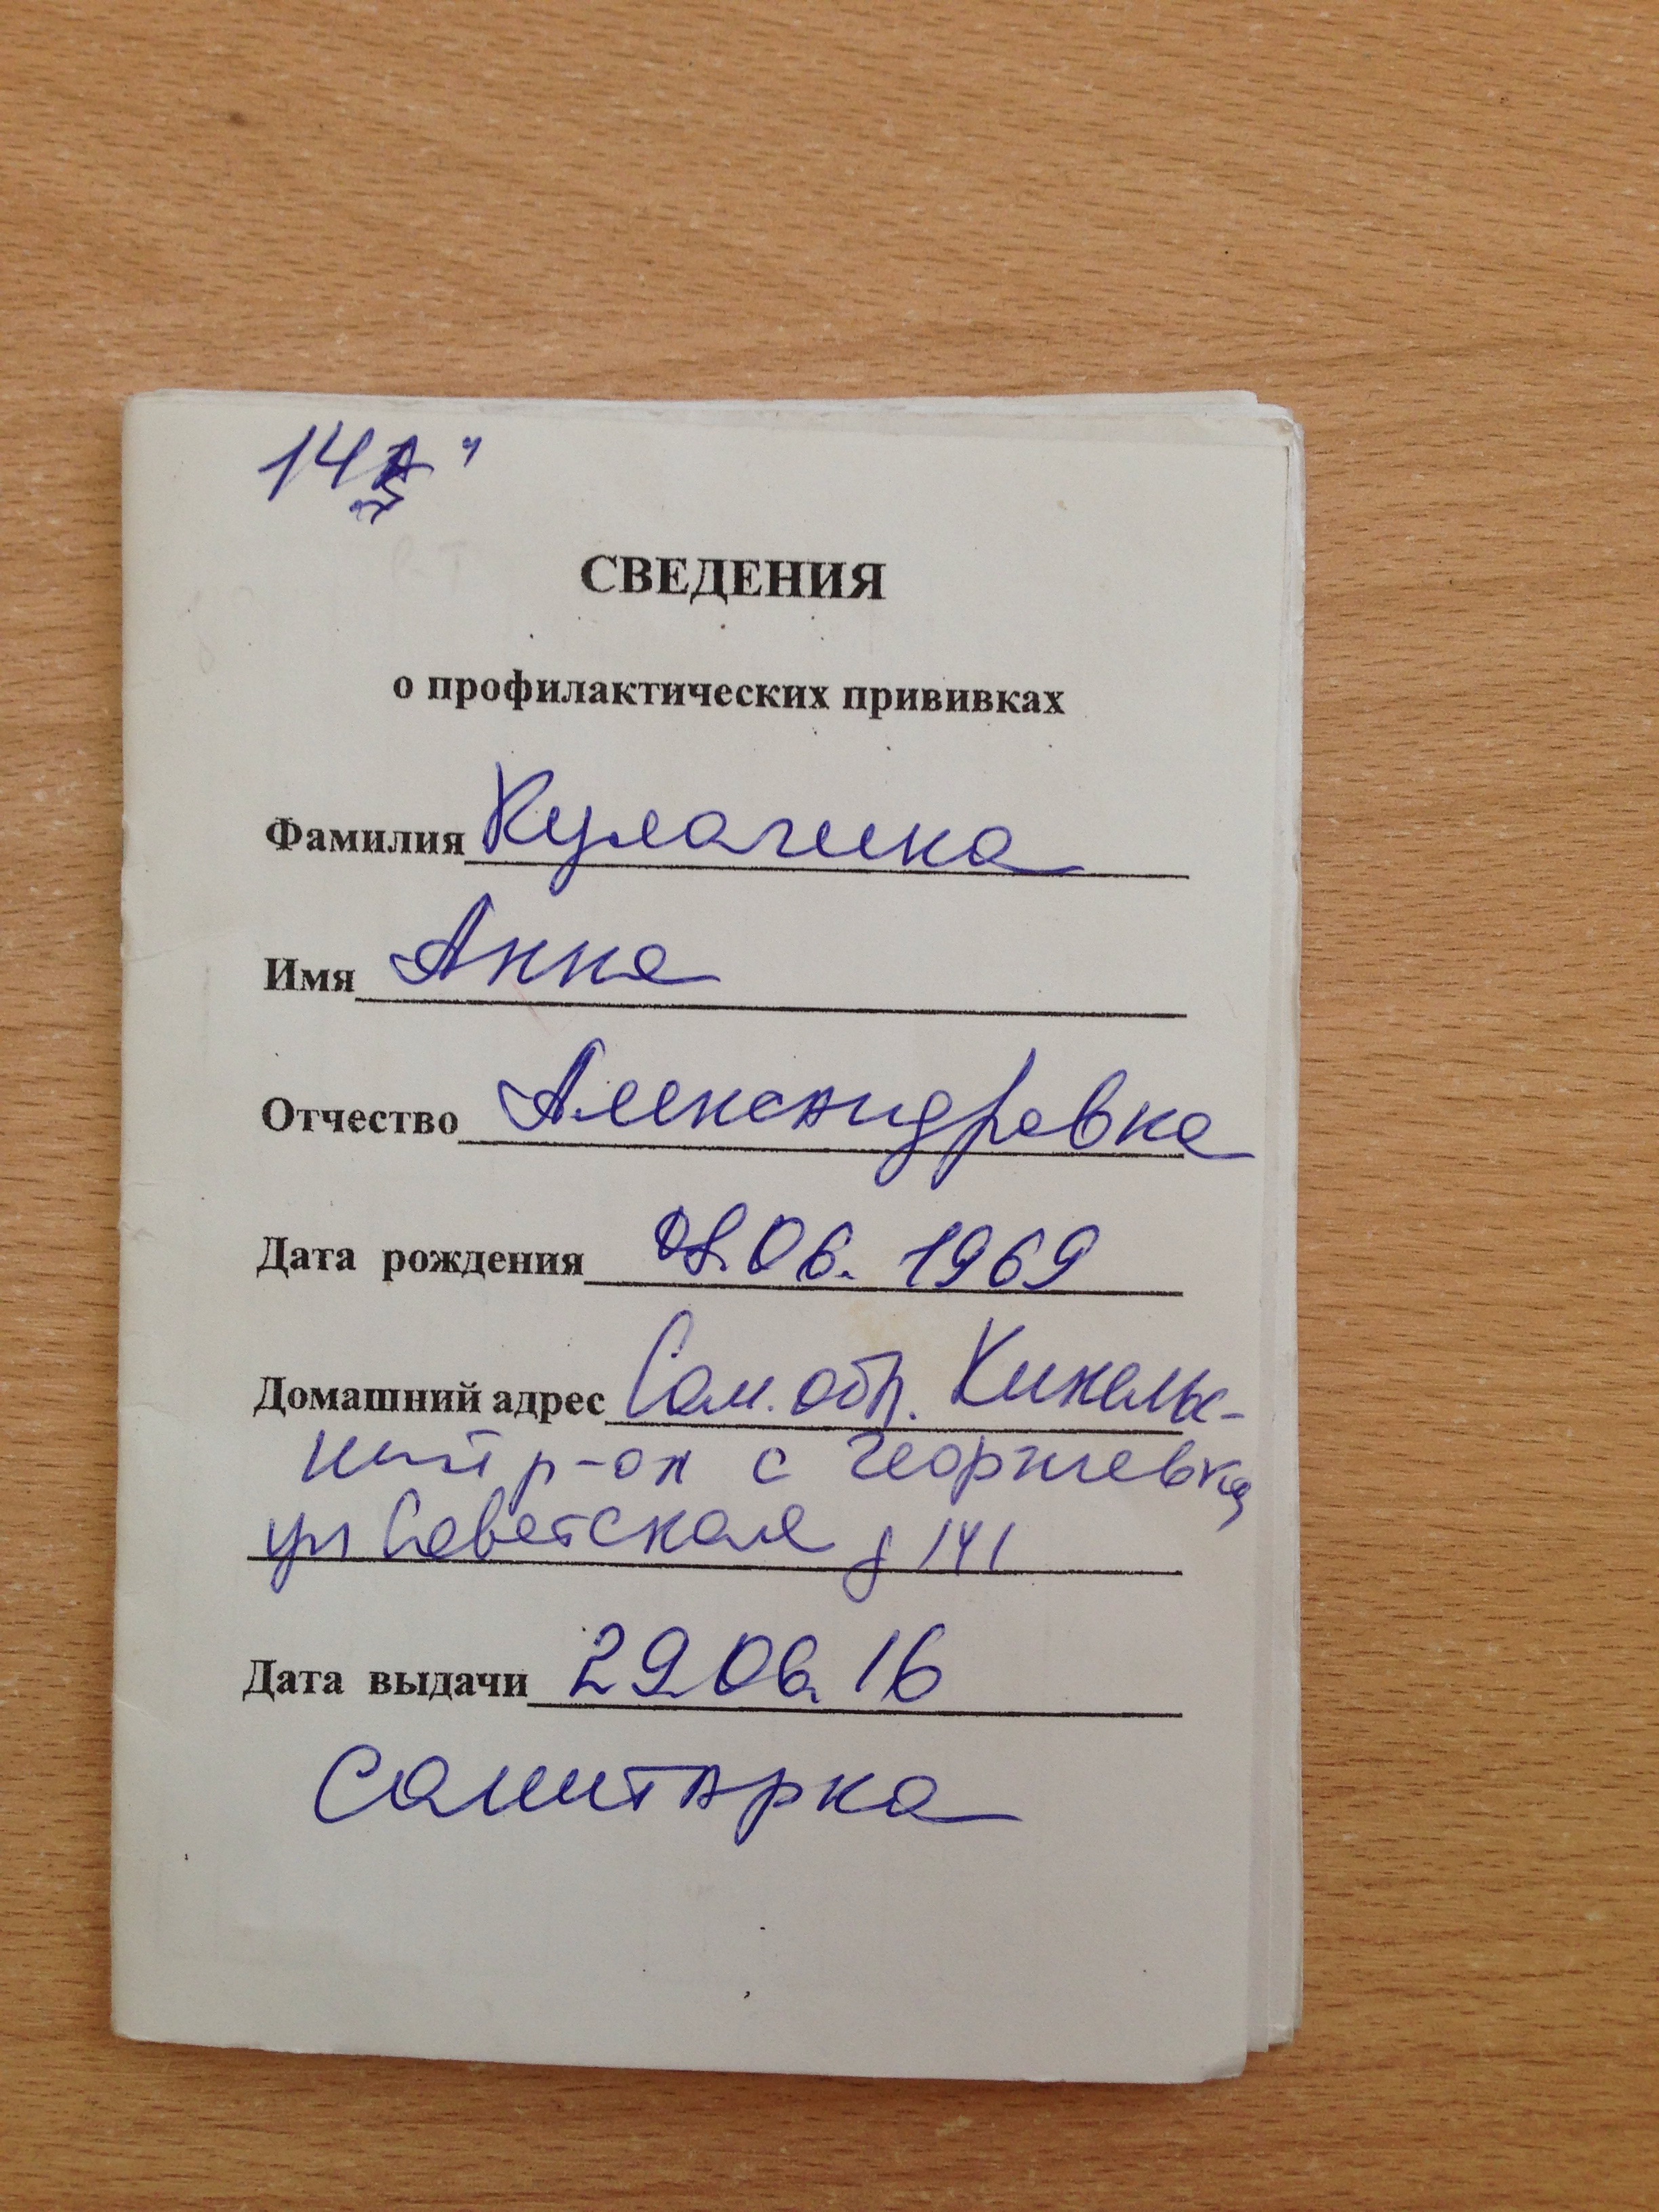 14
СВЕДЕНИЯ
о профилактических прививках
Фамилия Кулагина
Имя Анна
Отчество Александровна
Дата рождения 08.06.1969
Домашний адрес Сам. обл. Кинель-
ский р-он с Георгиевка
ул Советская д 141
Дата выдачи 29.06.16
Санитарка